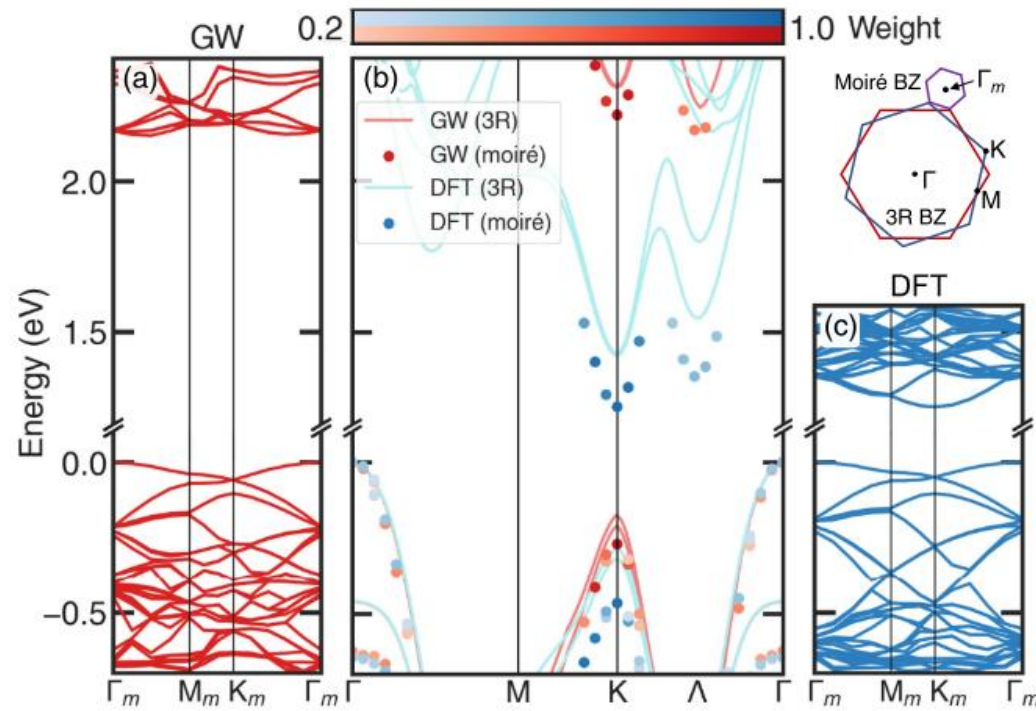 GW
0.2 1.0 Weight
(a)
(b)
GW (3R)
GW (moiré)
DFT (3R)
DFT (moiré)
Moiré BZ
Γm
K
Γ
M
3R BZ
DFT
(c)
Energy (eV)
2.0
1.5
0.0
−0.5
Γm Mm Km Γm
Γ M K Λ Γ
Γm Mm Km Γm